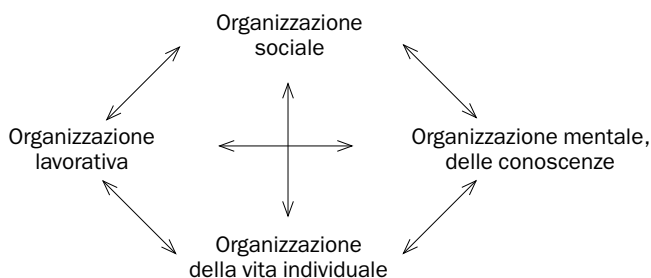 Organizzazione
sociale
Organizzazione
lavorativa
Organizzazione mentale,
delle conoscenze
Organizzazione
della vita individuale